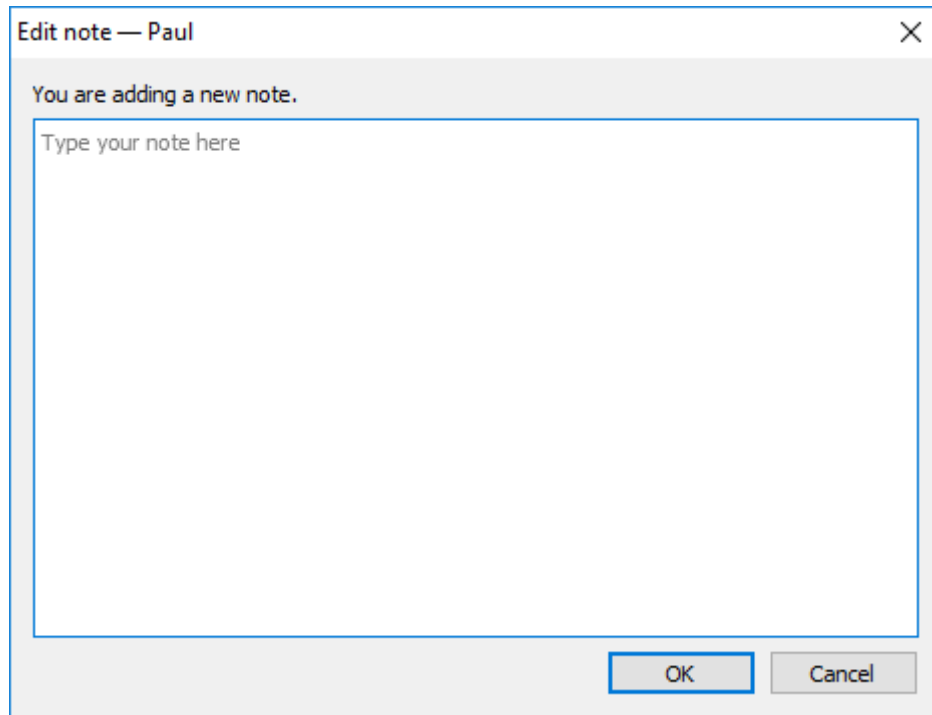 Edit note — Paul
You are adding a new note.
Type your note here
OK
Cancel